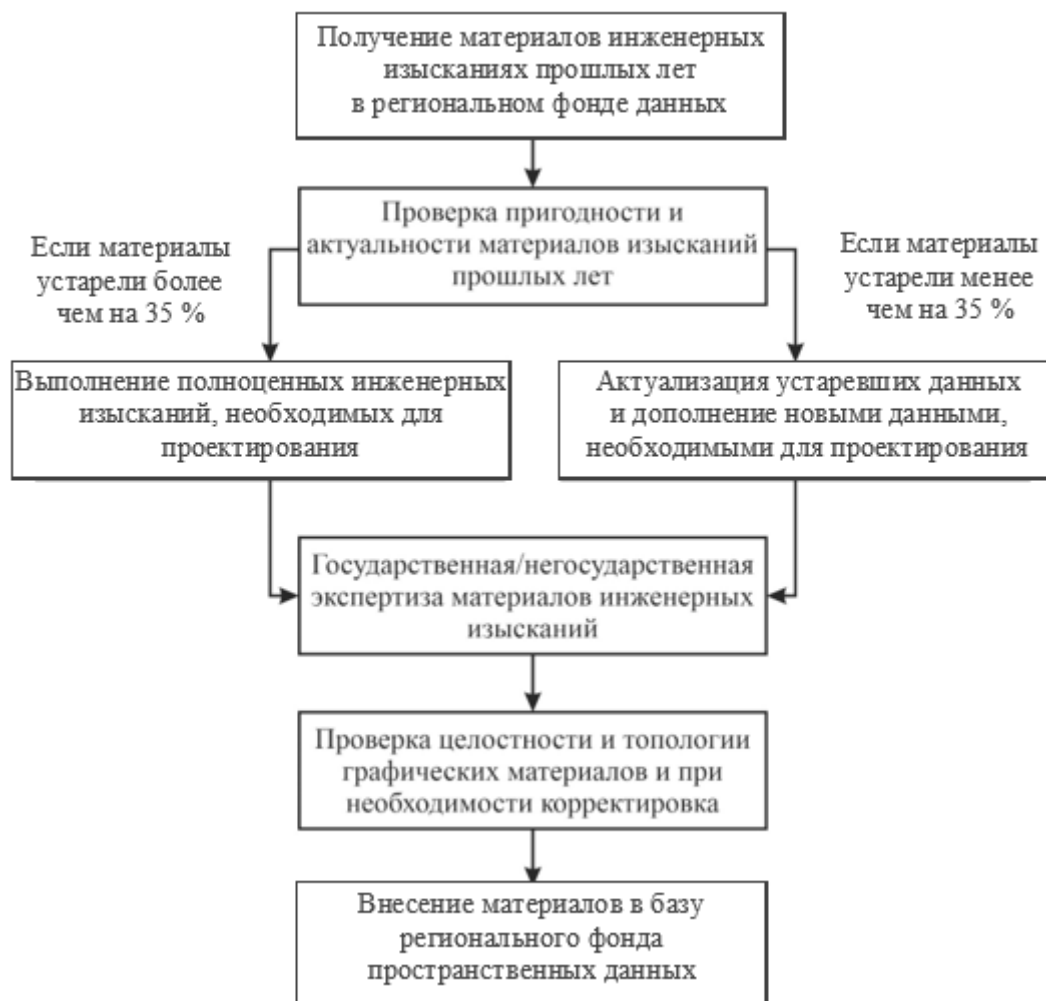 Получение материалов инженерных
изысканиях прошлых лет
в региональном фонде данных
Проверка пригодности и
актуальности материалов изысканий
прошлых лет
Если материалы
устарели более
чем на 35 %
Если материалы
устарели менее
чем на 35 %
Выполнение полноценных инженерных
изысканий, необходимых для
проектирования
Актуализация устаревших данных
и дополнение новыми данными,
необходимыми для проектирования
Государственная/негосударственная
экспертиза материалов инженерных
изысканий
Проверка целостности и топологии
графических материалов и при
необходимости корректировка
Внесение материалов в базу
регионального фонда
пространственных данных